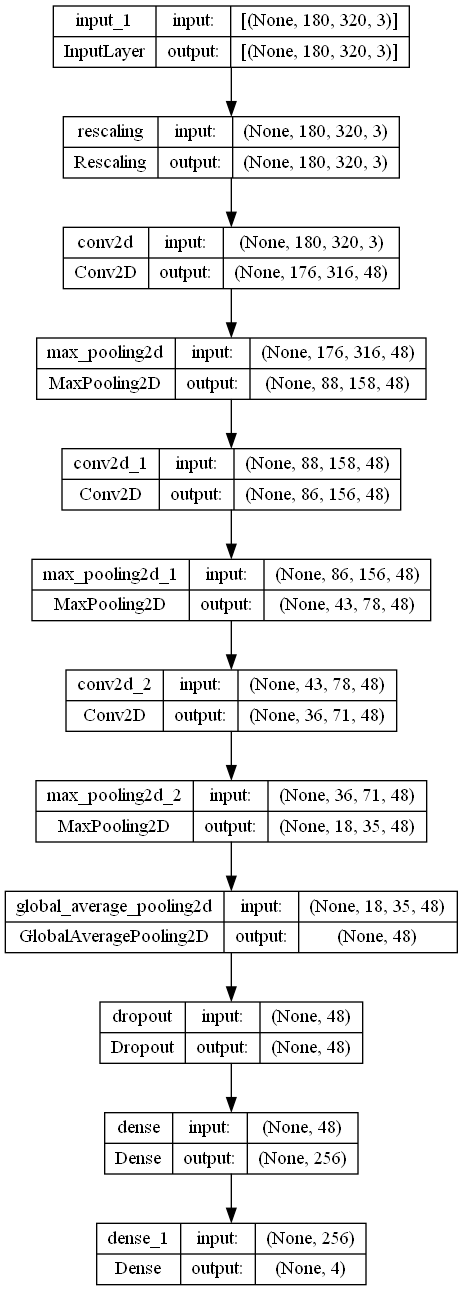 input_1 input: [(None, 180, 320, 3)]
InputLayer output: [(None, 180, 320, 3)]
rescaling input: (None, 180, 320, 3)
Rescaling output: (None, 180, 320, 3)
conv2d input: (None, 180, 320, 3)
Conv2D output: (None, 176, 316, 48)
max_pooling2d input: (None, 176, 316, 48)
MaxPooling2D output: (None, 88, 158, 48)
conv2d_1 input: (None, 88, 158, 48)
Conv2D output: (None, 86, 156, 48)
max_pooling2d_1 input: (None, 86, 156, 48)
MaxPooling2D output: (None, 43, 78, 48)
conv2d_2 input: (None, 43, 78, 48)
Conv2D output: (None, 36, 71, 48)
max_pooling2d_2 input: (None, 36, 71, 48)
MaxPooling2D output: (None, 18, 35, 48)
global_average_pooling2d input: (None, 18, 35, 48)
GlobalAveragePooling2D output: (None, 48)
dropout input: (None, 48)
Dropout output: (None, 48)
dense input: (None, 48)
Dense output: (None, 256)
dense_1 input: (None, 256)
Dense output: (None, 4)